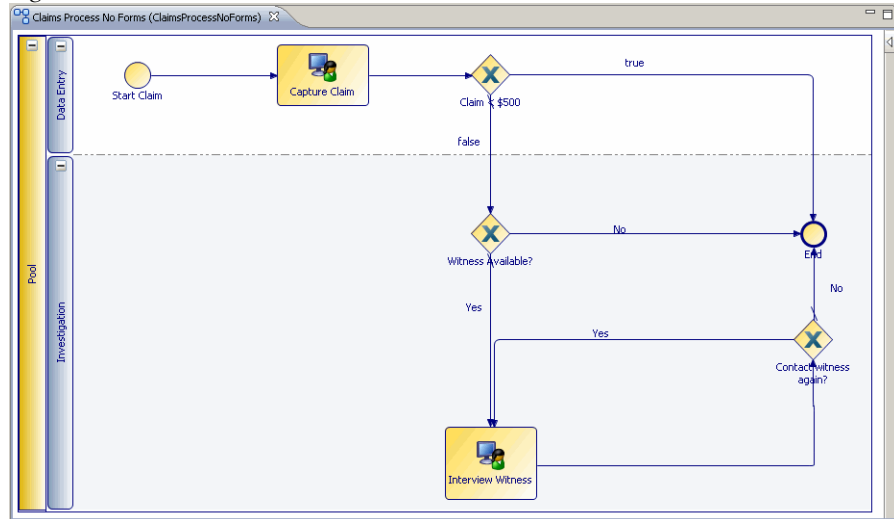 Claims Process No Forms (ClaimsProcessNoForms)
Pool
Data Entry
Start Claim
Capture Claim
Claim < $500
true
false
Investigation
Witness Available?
No
End
No
Yes
Yes
Contact witness
again?
Interview Witness